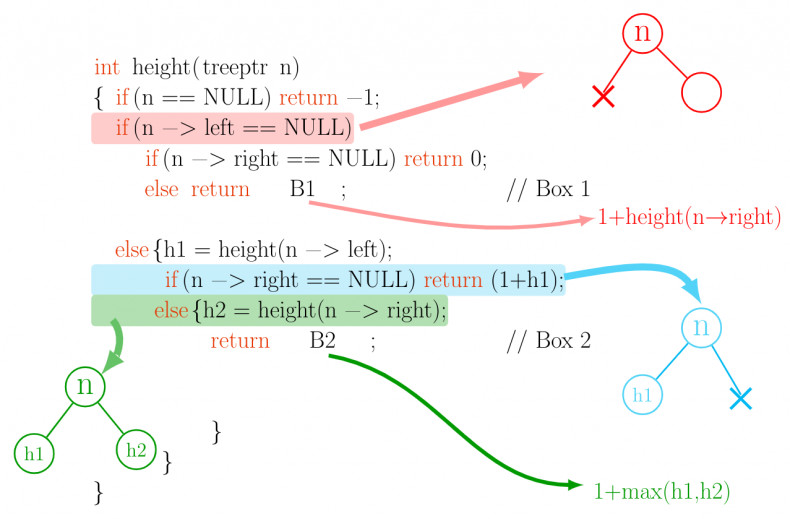 n
int height(treeptr n)
{ if(n == NULL) return −1;
if(n −> left == NULL)
if(n −> right == NULL) return 0;
else return B1 ; // Box 1
1+height(n→right)
else{h1 = height(n −> left);
if(n −> right == NULL) return (1+h1);
else{h2 = height(n −> right);
n
return B2 ; // Box 2
n
h1
h1 h2
}
}
1+max(h1,h2)
}